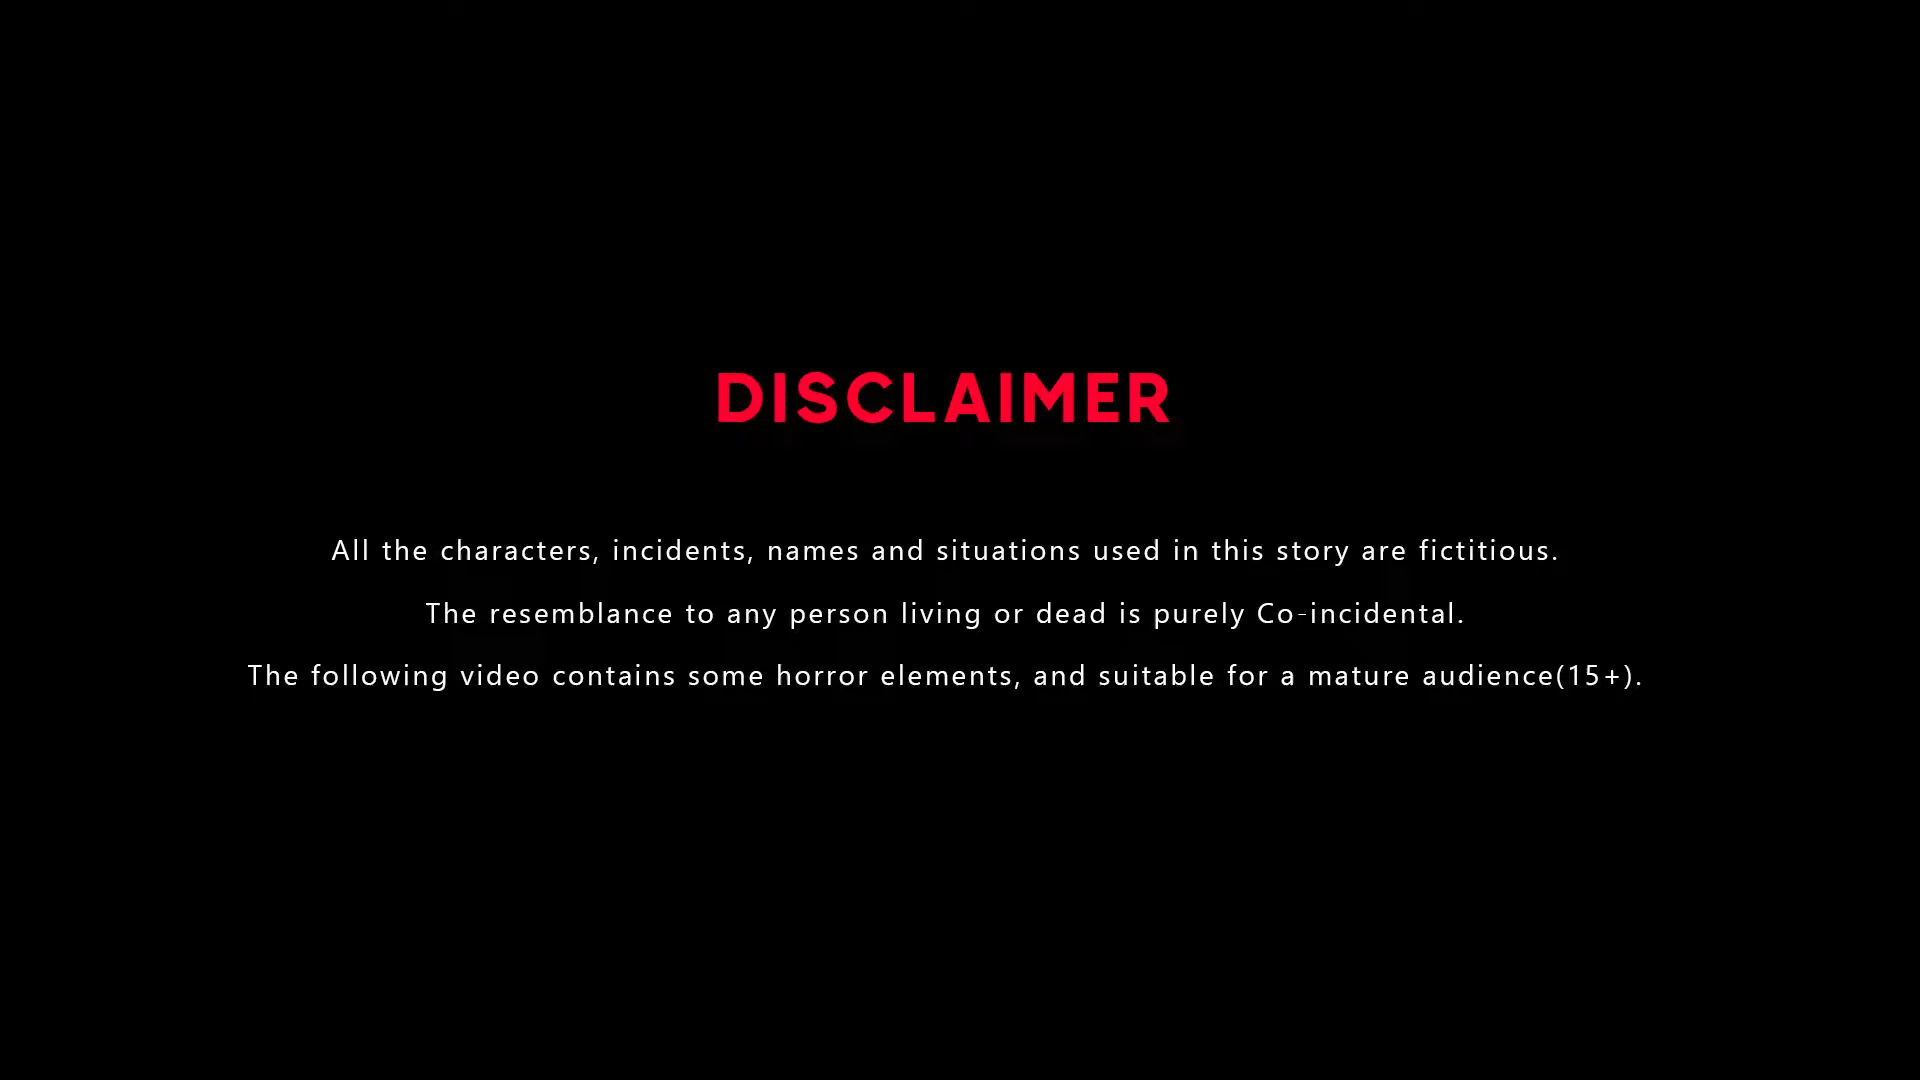 DISCLAIMER
All the characters, incidents, names and situations used in this story are fictitious.
The resemblance to any person living or dead is purely Co-incidental.
The following video contains some horror elements, and suitable for a mature audience(15+).